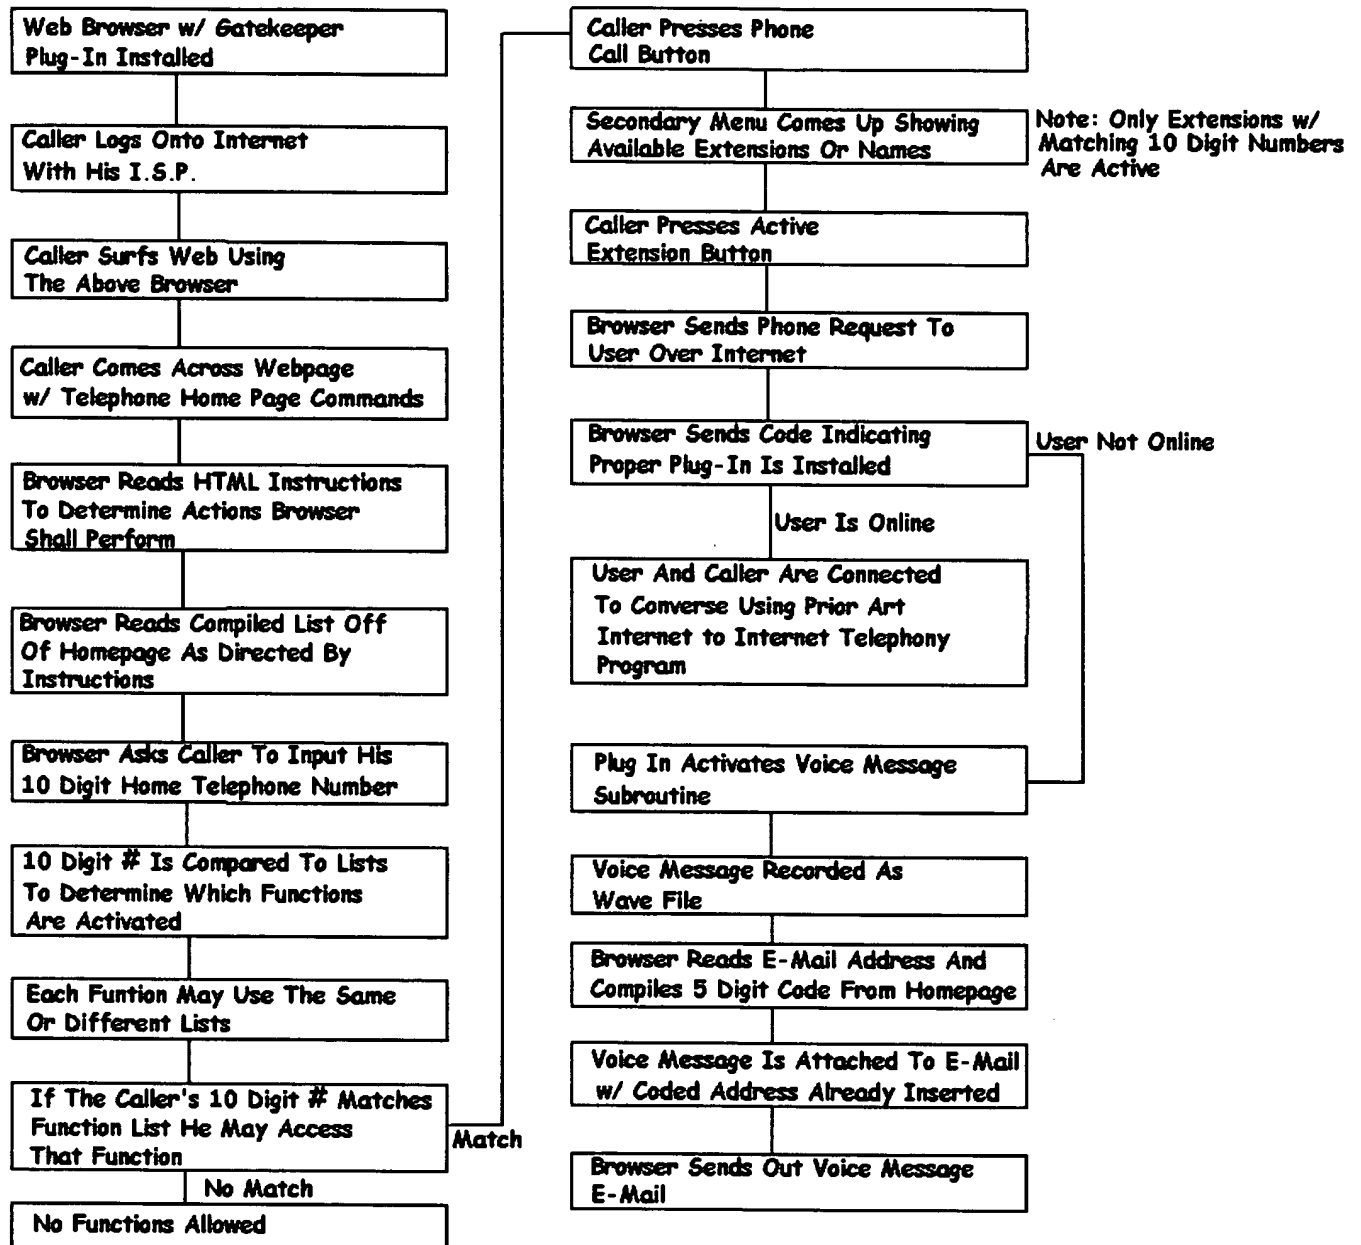 Web Browser w/ Gatekeeper
Plug-In Installed
Caller Logs Onto Internet
With His I.S.P.
Caller Surfs Web Using
The Above Browser
Caller Comes Across Webpage
w/ Telephone Home Page Commands
Browser Reads HTML Instructions
To Determine Actions Browser
Shall Perform
Browser Reads Compiled List Off
Of Homepage As Directed By
Instructions
Browser Asks Caller To Input His
10 Digit Home Telephone Number
10 Digit # Is Compared To Lists
To Determine Which Functions
Are Activated
Each Funtion May Use The Same
Or Different Lists
If The Caller's 10 Digit # Matches
Function List He May Access
That Function
Match
No Match
No Functions Allowed
Caller Presses Phone
Call Button
Secondary Menu Comes Up Showing
Available Extensions Or Names
Note: Only Extensions w/
Matching 10 Digit Numbers
Are Active
Caller Presses Active
Extension Button
Browser Sends Phone Request To
User Over Internet
Browser Sends Code Indicating
Proper Plug-In Is Installed
User Not Online
User Is Online
User And Caller Are Connected
To Converse Using Prior Art
Internet to Internet Telephony
Program
Plug In Activates Voice Message
Subroutine
Voice Message Recorded As
Wave File
Browser Reads E-Mail Address And
Compiles 5 Digit Code From Homepage
Voice Message Is Attached To E-Mail
w/ Coded Address Already Inserted
Browser Sends Out Voice Message
E-Mail